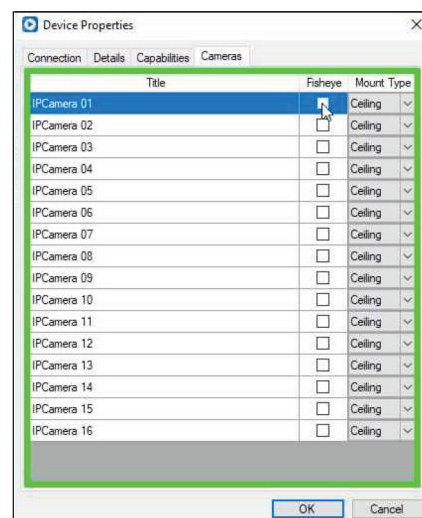 Device Properties
Connection Details Capabilities Cameras
Title Fisheye Mount Type
IPCamera 01 Ceiling
IPCamera 02 Ceiling
IPCamera 03 Ceiling
IPCamera 04 Ceiling
IPCamera 05 Ceiling
IPCamera 06 Ceiling
IPCamera 07 Ceiling
IPCamera 08 Ceiling
IPCamera 09 Ceiling
IPCamera 10 Ceiling
IPCamera 11 Ceiling
IPCamera 12 Ceiling
IPCamera 13 Ceiling
IPCamera 14 Ceiling
IPCamera 15 Ceiling
IPCamera 16 Ceiling
OK Cancel